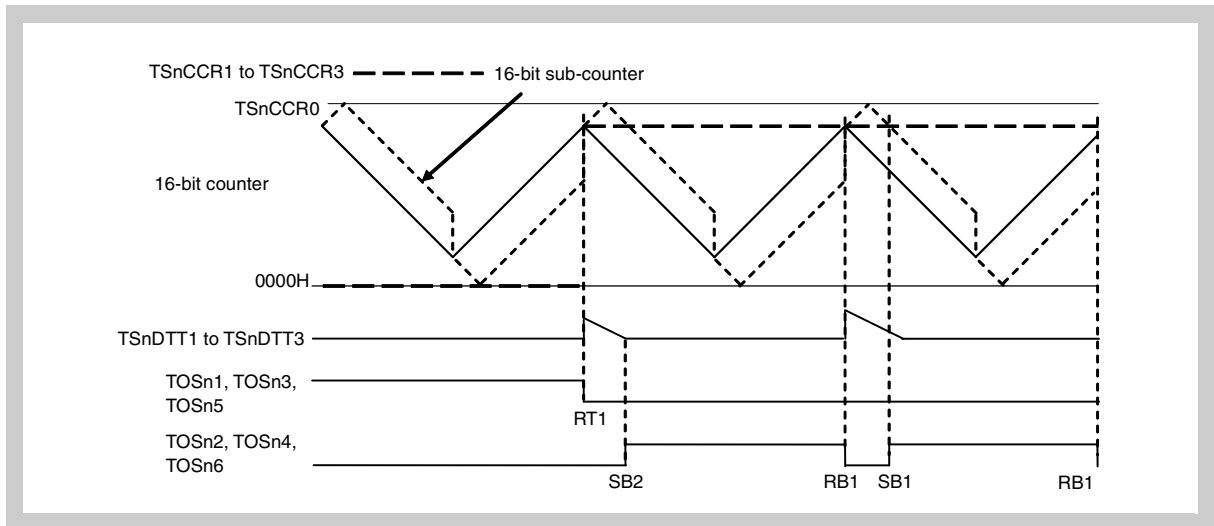 TSnCCR1 to TSnCCR3
16-bit sub-counter
TSnCCR0
16-bit counter
0000H
TSnDTT1 to TSnDTT3
TOSn1, TOSn3,
TOSn5
RT1
TOSn2, TOSn4,
TOSn6
SB2
RB1
SB1
RB1